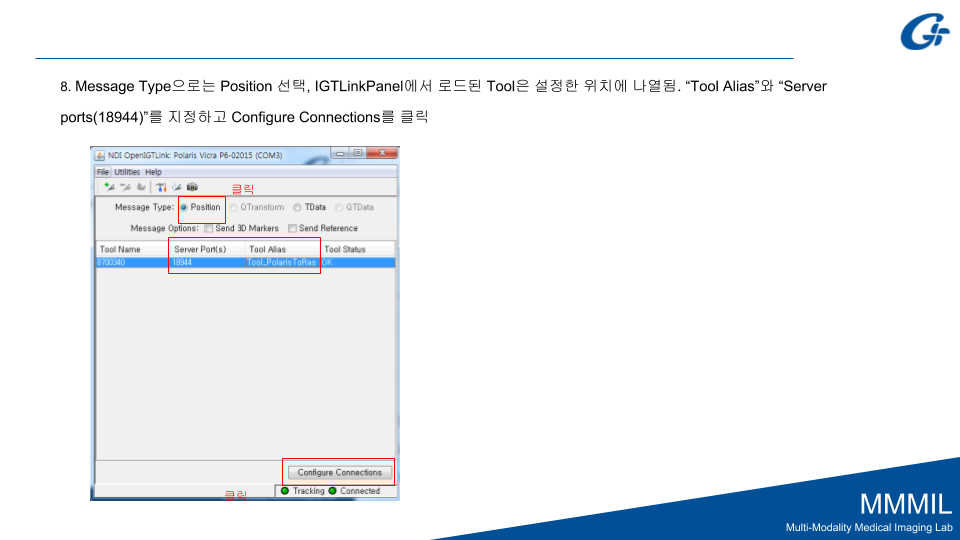 8. Message Type으로는 Position 선택, IGTLinkPanel에서 로드된 Tool은 설정한 위치에 나열됨. “Tool Alias”와 “Server
ports(18944)”를 지정하고 Configure Connections를 클릭
NDI OpenIGTLink: Polaris Vicra P6-02015 (COM3)
File Utilities Help
클릭
Message Type: Position QTransform TData QTData
Message Options: Send 3D Markers Send Reference
Tool Name Server Port(s) Tool Alias Tool Status
8700340 18944 Tool_PolarisToRas OK
Configure Connections
클릭
Tracking Connected
MMMIL
Multi-Modality Medical Imaging Lab